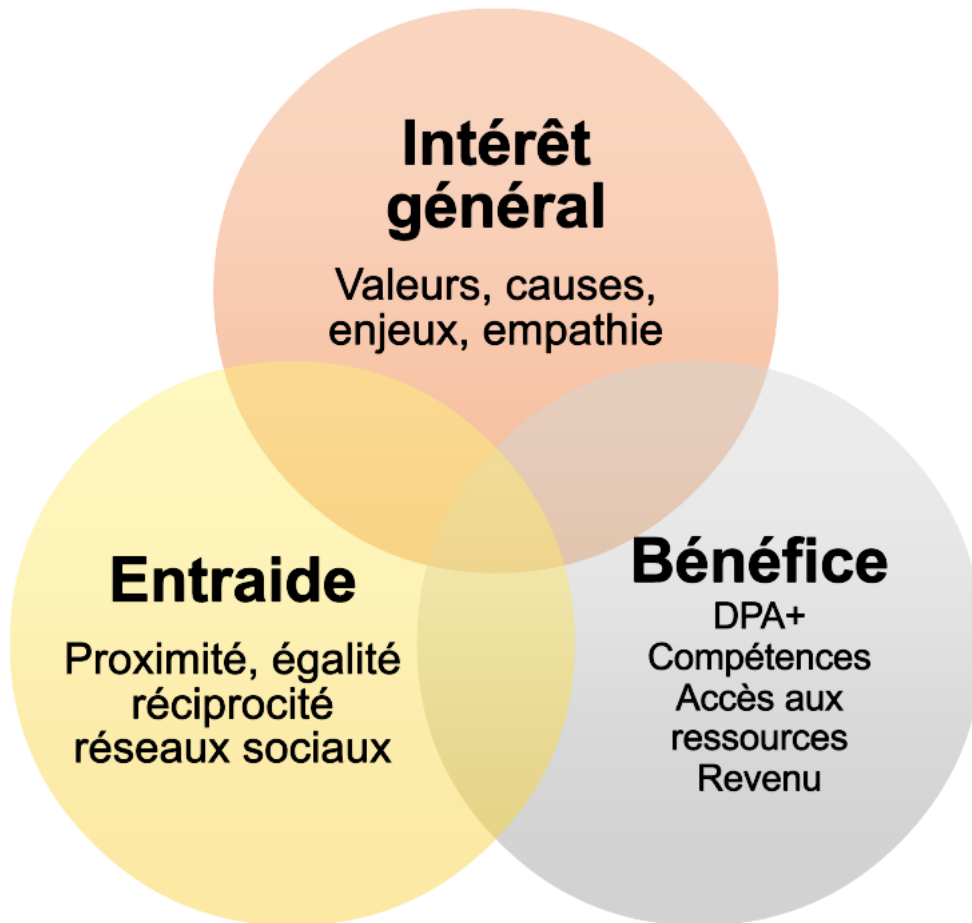 Intérêt
général
Valeurs, causes,
enjeux, empathie
Entraide
Proximité, égalité
réciprocité
réseaux sociaux
Bénéfice
DPA+
Compétences
Accès aux
ressources
Revenu